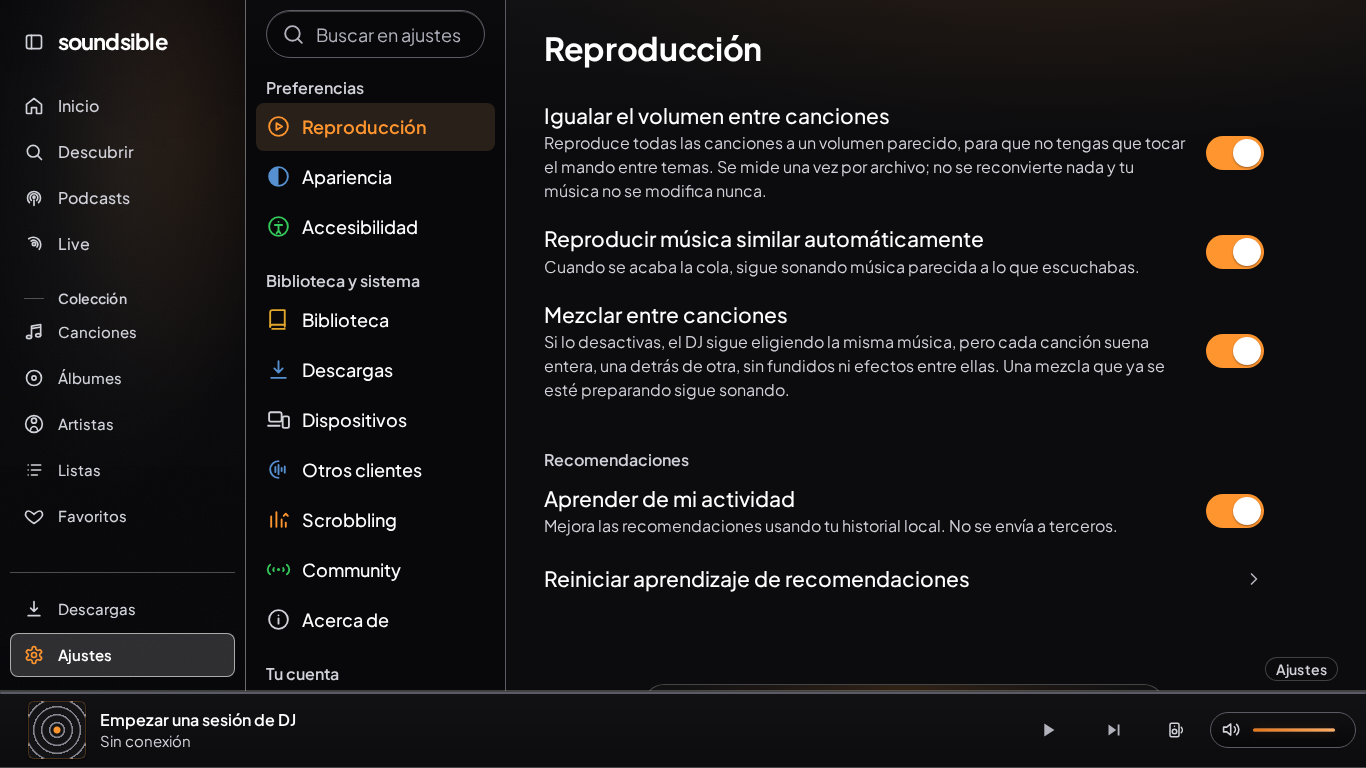 soundsible
Inicio
Descubrir
Podcasts
Live
Colección
Canciones
Álbumes
Artistas
Listas
Favoritos
Descargas
Ajustes
Buscar en ajustes
Preferencias
Reproducción
Apariencia
Accesibilidad
Biblioteca y sistema
Biblioteca
Descargas
Dispositivos
Otros clientes
Scrobbling
Community
Acerca de
Tu cuenta
Reproducción
Igualar el volumen entre canciones
Reproduce todas las canciones a un volumen parecido, para que no tengas que tocar
el mando entre temas. Se mide una vez por archivo; no se reconvierte nada y tu
música no se modifica nunca.
Reproducir música similar automáticamente
Cuando se acaba la cola, sigue sonando música parecida a lo que escuchabas.
Mezclar entre canciones
Si lo desactivas, el DJ sigue eligiendo la misma música, pero cada canción suena
entera, una detrás de otra, sin fundidos ni efectos entre ellas. Una mezcla que ya se
esté preparando sigue sonando.
Recomendaciones
Aprender de mi actividad
Mejora las recomendaciones usando tu historial local. No se envía a terceros.
Reiniciar aprendizaje de recomendaciones
Ajustes
Empezar una sesión de DJ
Sin conexión